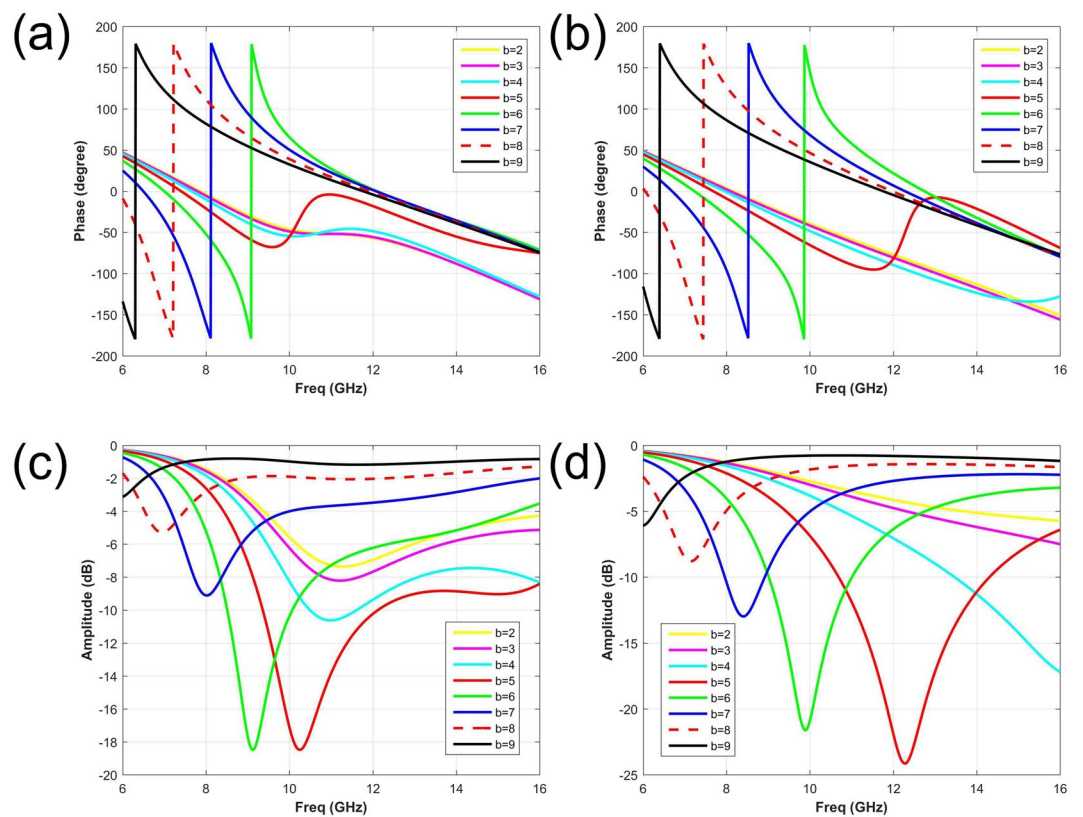 (a)
Phase (degree)
200
150
100
50
0
-50
-100
-150
-200
6 8 10 12 14 16
Freq (GHz)
b=2
b=3
b=4
b=5
b=6
b=7
b=8
b=9
(b)
Phase (degree)
200
150
100
50
0
-50
-100
-150
-200
6 8 10 12 14 16
Freq (GHz)
b=2
b=3
b=4
b=5
b=6
b=7
b=8
b=9
(c)
Amplitude (dB)
0
-2
-4
-6
-8
-10
-12
-14
-16
-18
-20
6 8 10 12 14 16
Freq (GHz)
b=2
b=3
b=4
b=5
b=6
b=7
b=8
b=9
(d)
Amplitude (dB)
0
-5
-10
-15
-20
-25
6 8 10 12 14 16
Freq (GHz)
b=2
b=3
b=4
b=5
b=6
b=7
b=8
b=9